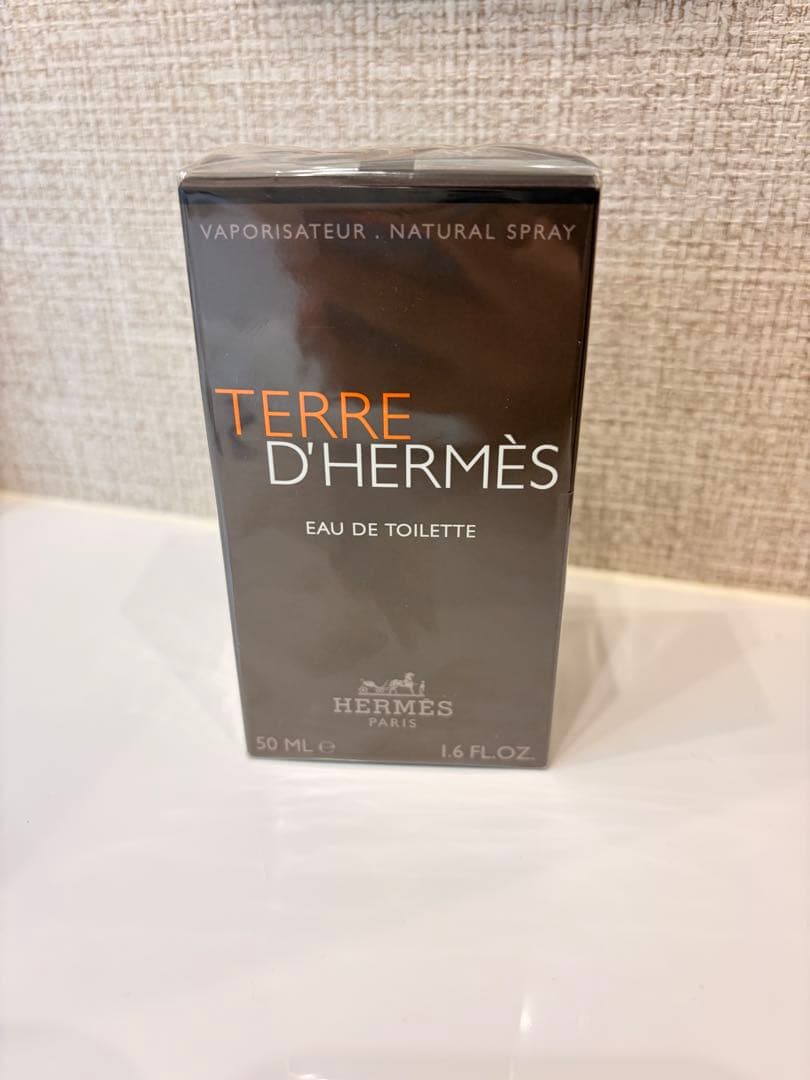 VAPORISATEUR . NATURAL SPRAY
TERRE
D'HERMÈS
EAU DE TOILETTE
HERMÈS
PARIS
50 ML ℮ 1.6 FL.OZ.